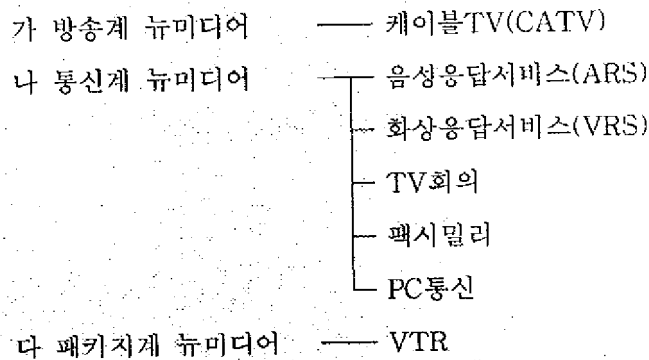 가 방송계 뉴미디어 케이블TV(CATV)
나 통신계 뉴미디어 음성응답서비스(ARS)
화상응답서비스(VRS)
TV회의
팩시밀리
PC통신
다 패키지계 뉴미디어 VTR